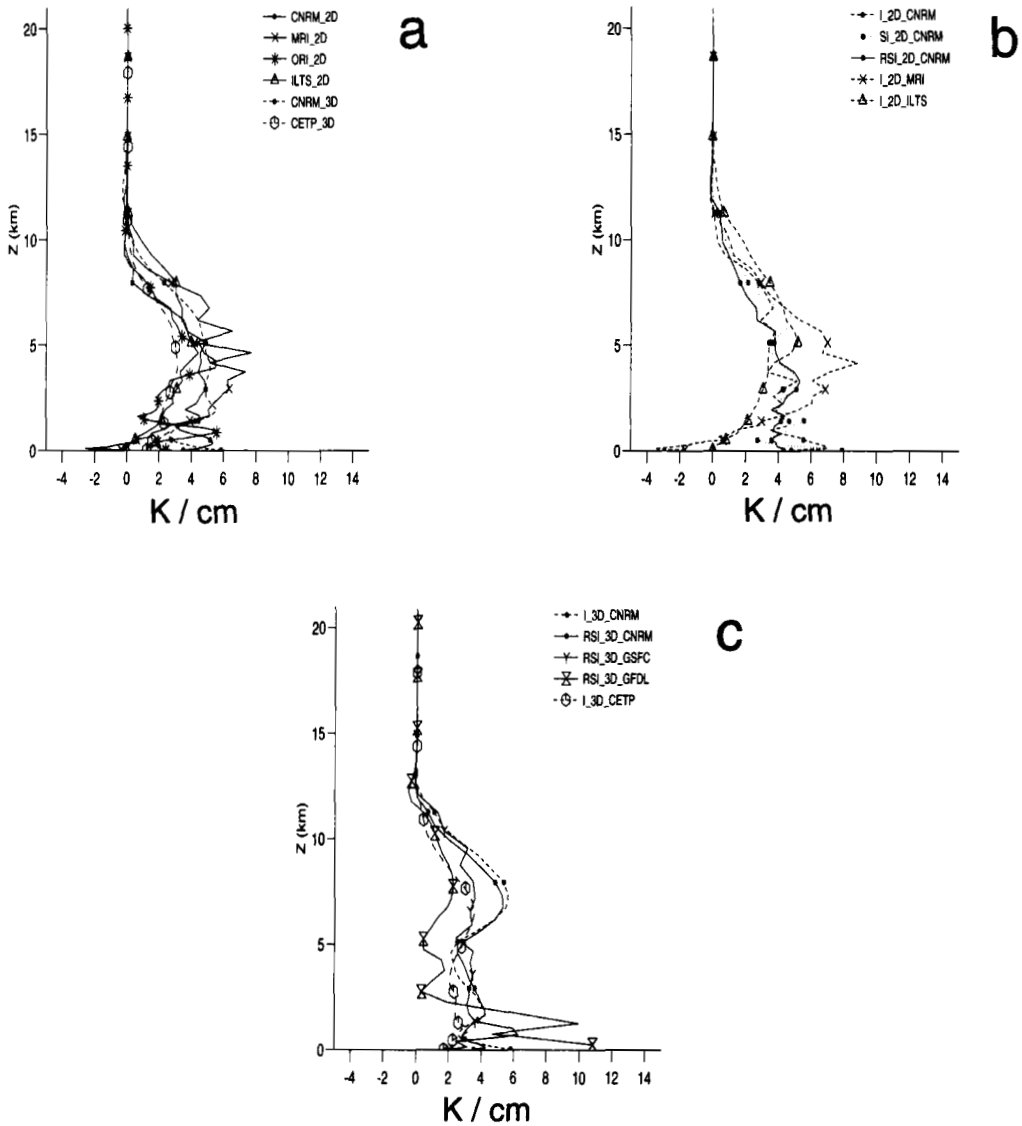 a
CNRM_2D
MRI_2D
ORI_2D
ILTS_2D
CNRM_3D
CETP_3D
Z (km)
20
15
10
5
0
-4 -2 0 2 4 6 8 10 12 14
K / cm
b
I_2D_CNRM
SI_2D_CNRM
RSI_2D_CNRM
I_2D_MRI
I_2D_ILTS
Z (km)
20
15
10
5
0
-4 -2 0 2 4 6 8 10 12 14
K / cm
c
I_3D_CNRM
RSI_3D_CNRM
RSI_3D_GSFC
RSI_3D_GFDL
I_3D_CETP
Z (km)
20
15
10
5
0
-4 -2 0 2 4 6 8 10 12 14
K / cm